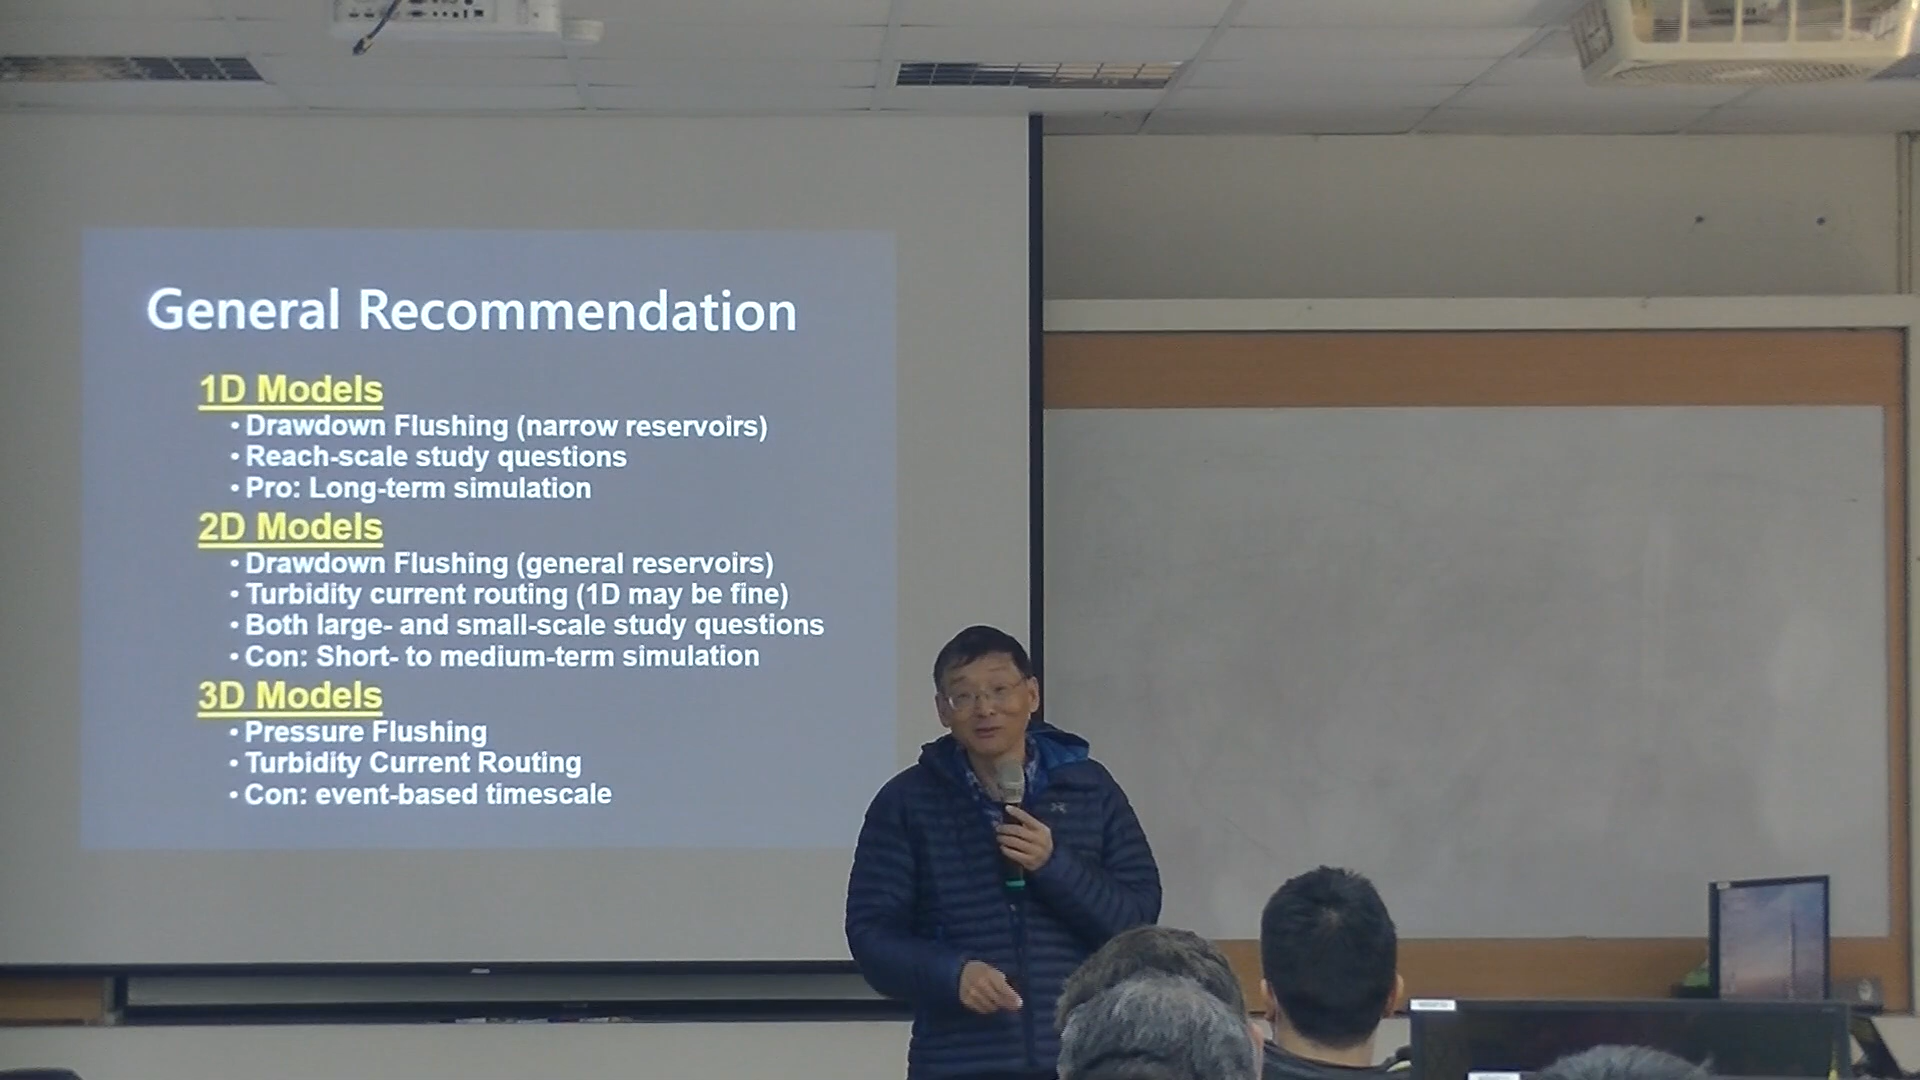 General Recommendation
1D Models
• Drawdown Flushing (narrow reservoirs)
• Reach-scale study questions
• Pro: Long-term simulation
2D Models
• Drawdown Flushing (general reservoirs)
• Turbidity current routing (1D may be fine)
• Both large- and small-scale study questions
• Con: Short- to medium-term simulation
3D Models
• Pressure Flushing
• Turbidity Current Routing
• Con: event-based timescale